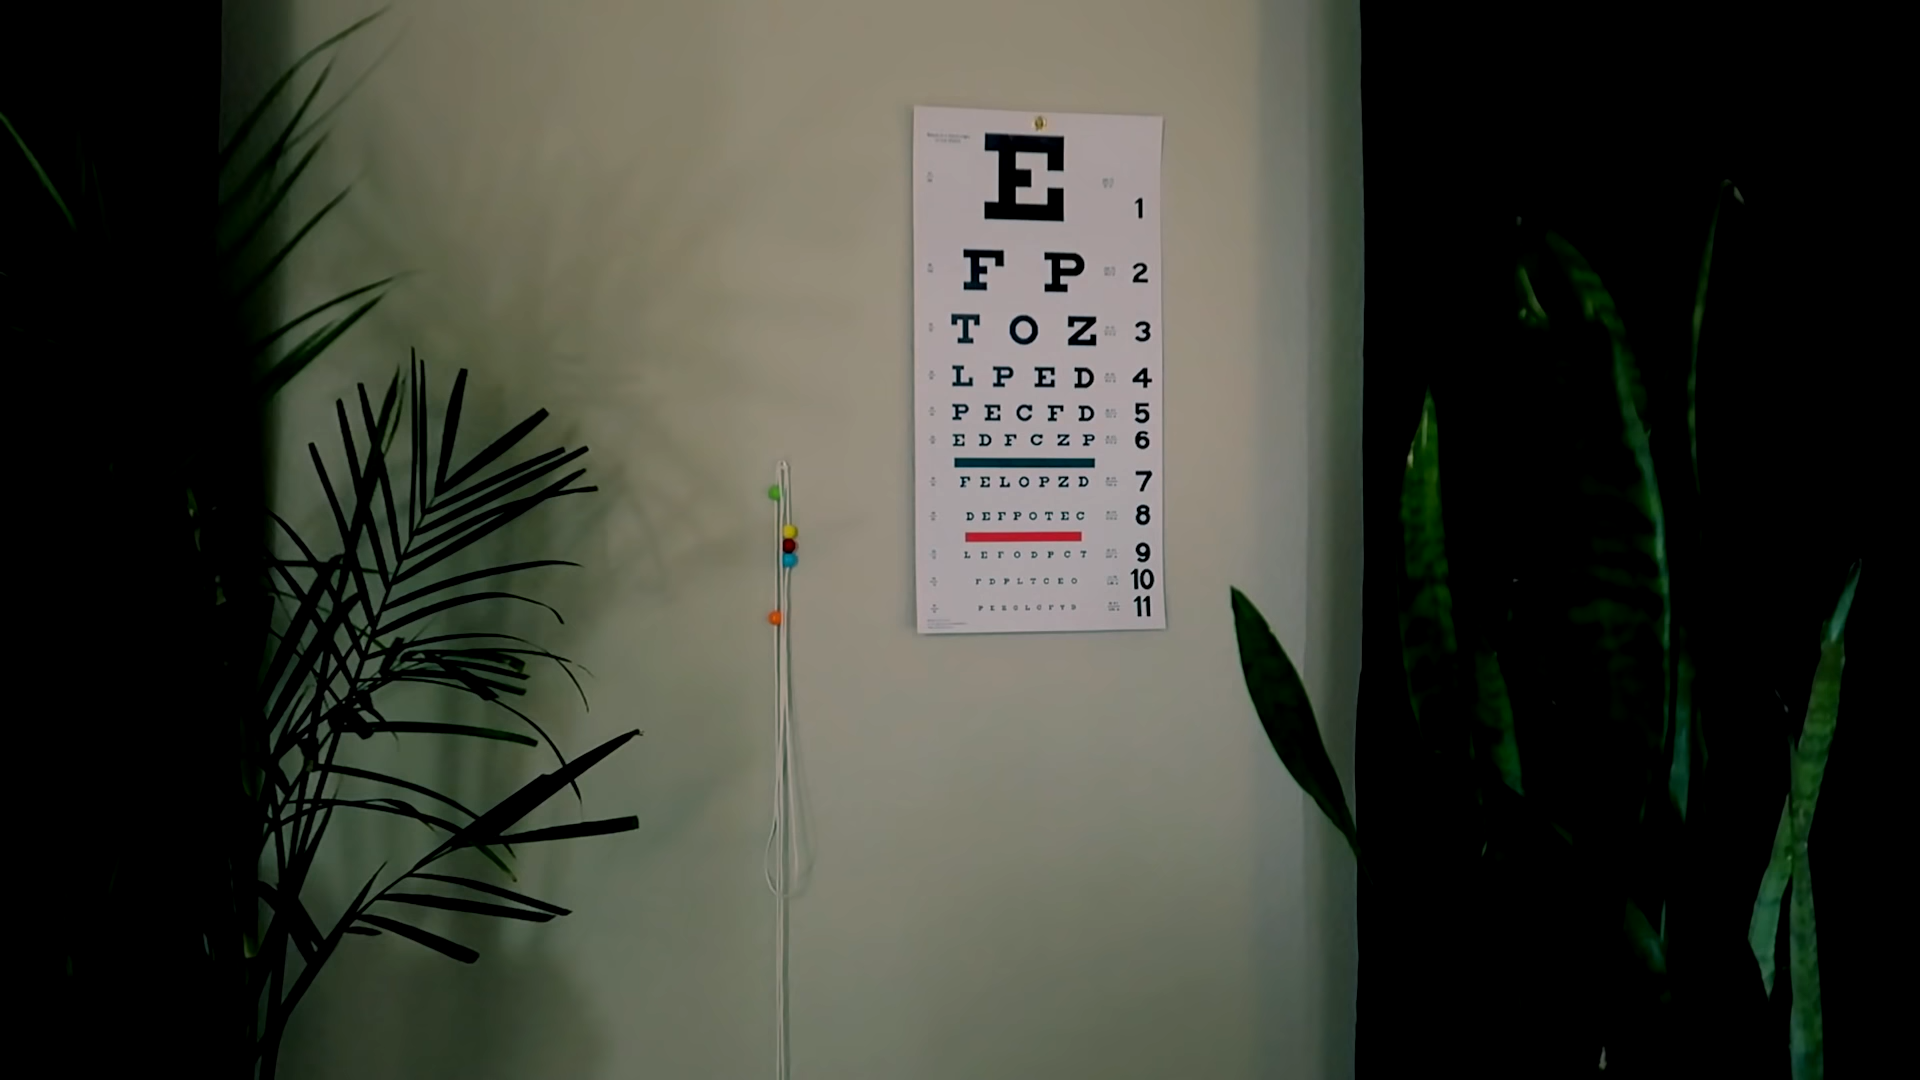 E 1
F P 2
T O Z 3
L P E D 4
P E C F D 5
E D F C Z P 6
F E L O P Z D 7
D E F P O T E C 8
L E F O D P C T 9
F D P L T C E O 10
P E Z O L C F T D 11